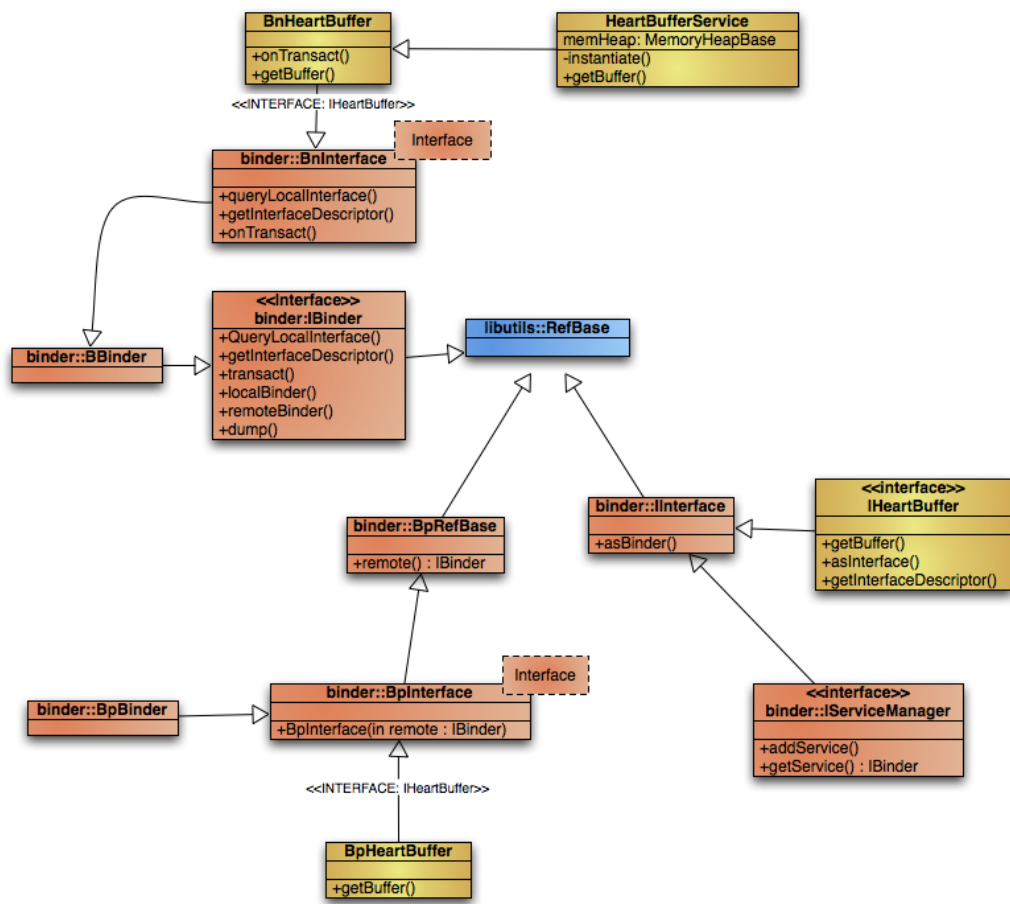 BnHeartBuffer
+onTransact()
+getBuffer()
HeartBufferService
memHeap: MemoryHeapBase
-instantiate()
+getBuffer()
<<INTERFACE: IHeartBuffer>>
Interface
binder::BnInterface
+queryLocalInterface()
+getInterfaceDescriptor()
+onTransact()
<<interface>>
binder:IBinder
+QueryLocalInterface()
+getInterfaceDescriptor()
+transact()
+localBinder()
+remoteBinder()
+dump()
libutils::RefBase
binder::BBinder
binder::BpRefBase
+remote() : IBinder
binder::IInterface
+asBinder()
<<interface>>
IHeartBuffer
+getBuffer()
+asInterface()
+getInterfaceDescriptor()
Interface
binder::BpInterface
+BpInterface(in remote : IBinder)
binder::BpBinder
<<interface>>
binder::IServiceManager
+addService()
+getService() : IBinder
<<INTERFACE: IHeartBuffer>>
BpHeartBuffer
+getBuffer()